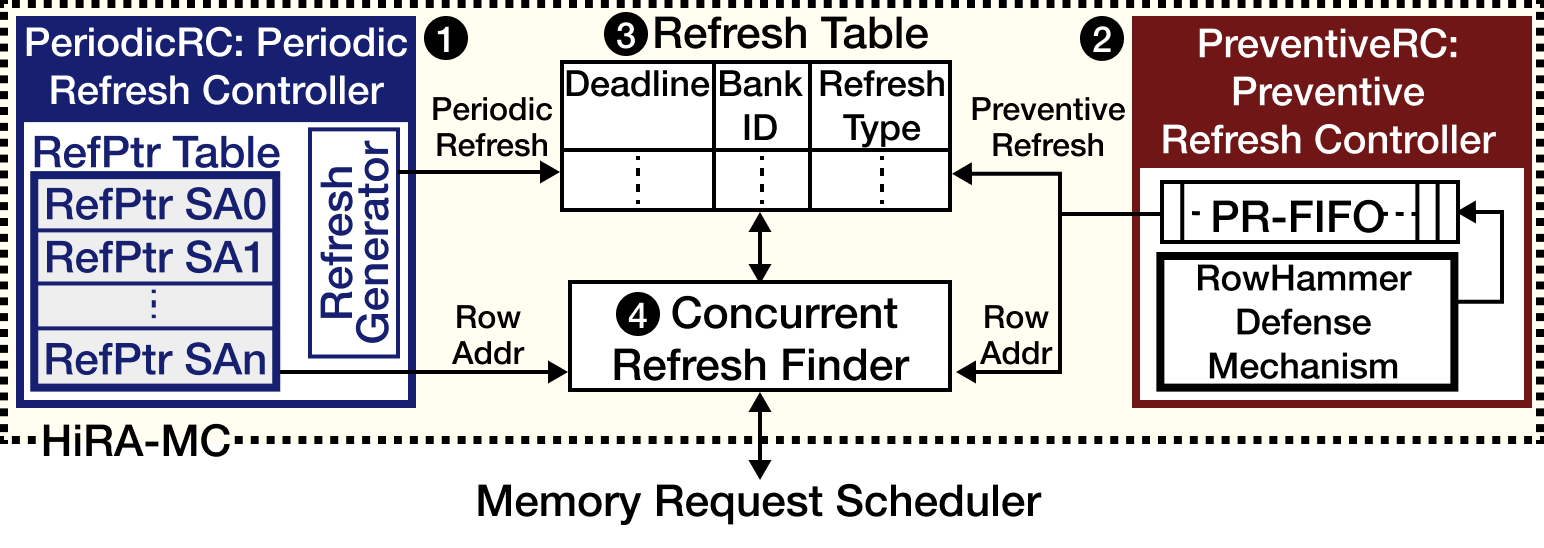 PeriodicRC: Periodic
Refresh Controller
❶
RefPtr Table
RefPtr SA0
RefPtr SA1
⋮
RefPtr SAn
Refresh
Generator
Periodic
Refresh
Row
Addr
❸ Refresh Table
Deadline
Bank
ID
Refresh
Type
❹ Concurrent
Refresh Finder
❷
Preventive
Refresh
Row
Addr
PreventiveRC:
Preventive
Refresh Controller
PR-FIFO
RowHammer
Defense
Mechanism
HiRA-MC
Memory Request Scheduler